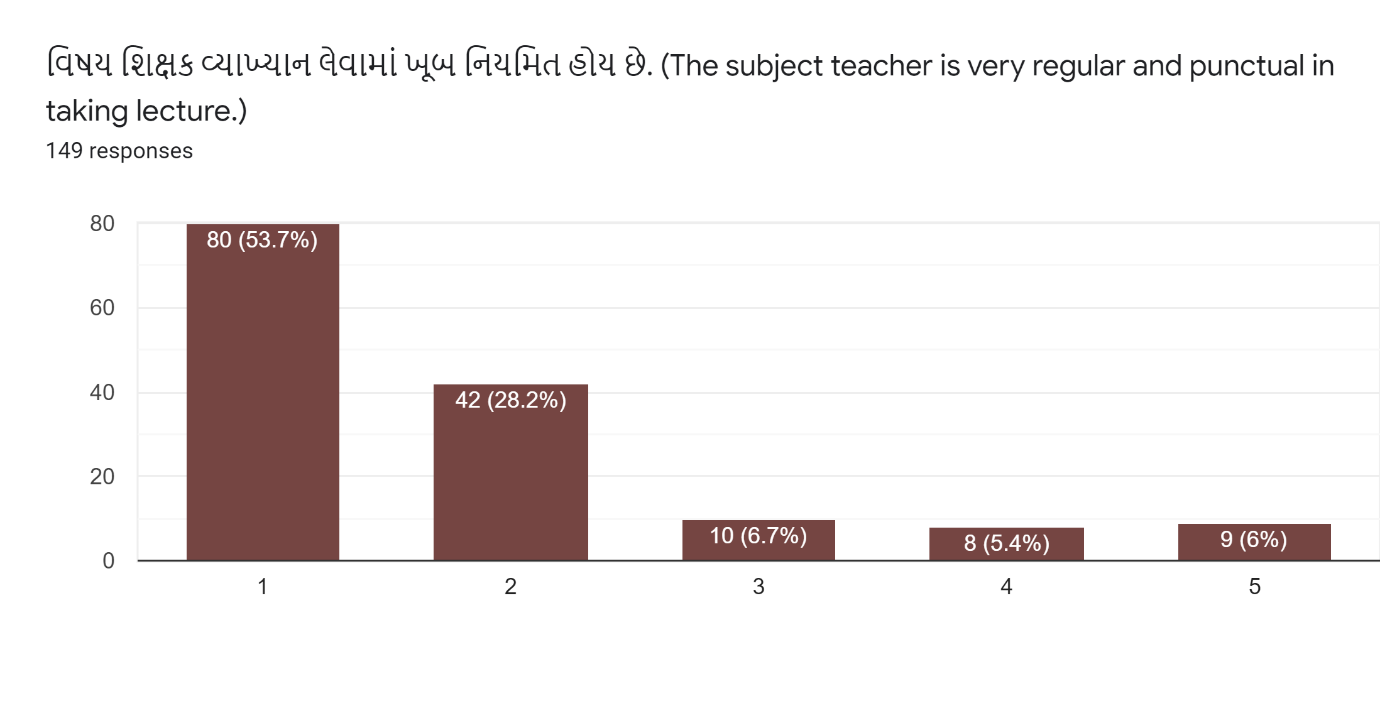 વિષય શિક્ષક વ્યાખ્યાન લેવામાં ખૂબ નિયમિત હોય છે. (The subject teacher is very regular and punctual in
taking lecture.)
149 responses
80
80 (53.7%)
60
40
42 (28.2%)
20
10 (6.7%)
8 (5.4%)
9 (6%)
0
1 2 3 4 5